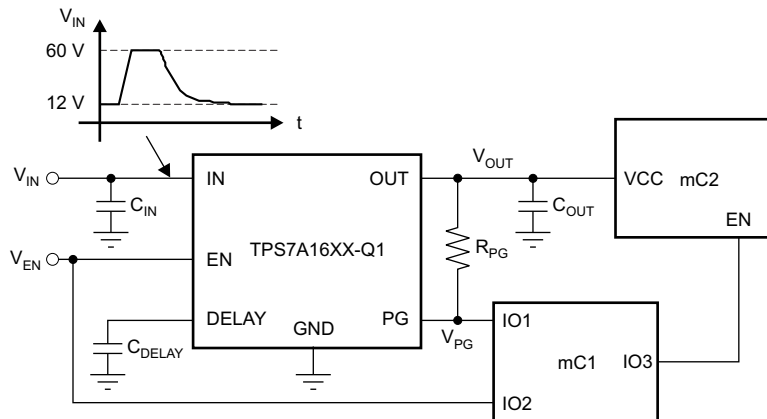 V_IN
60 V
12 V
t
V_IN
C_IN
IN
OUT
V_OUT
C_OUT
VCC
mC2
EN
V_EN
EN
TPS7A16XX-Q1
R_PG
DELAY
GND
PG
C_DELAY
V_PG
IO1
mC1
IO3
IO2